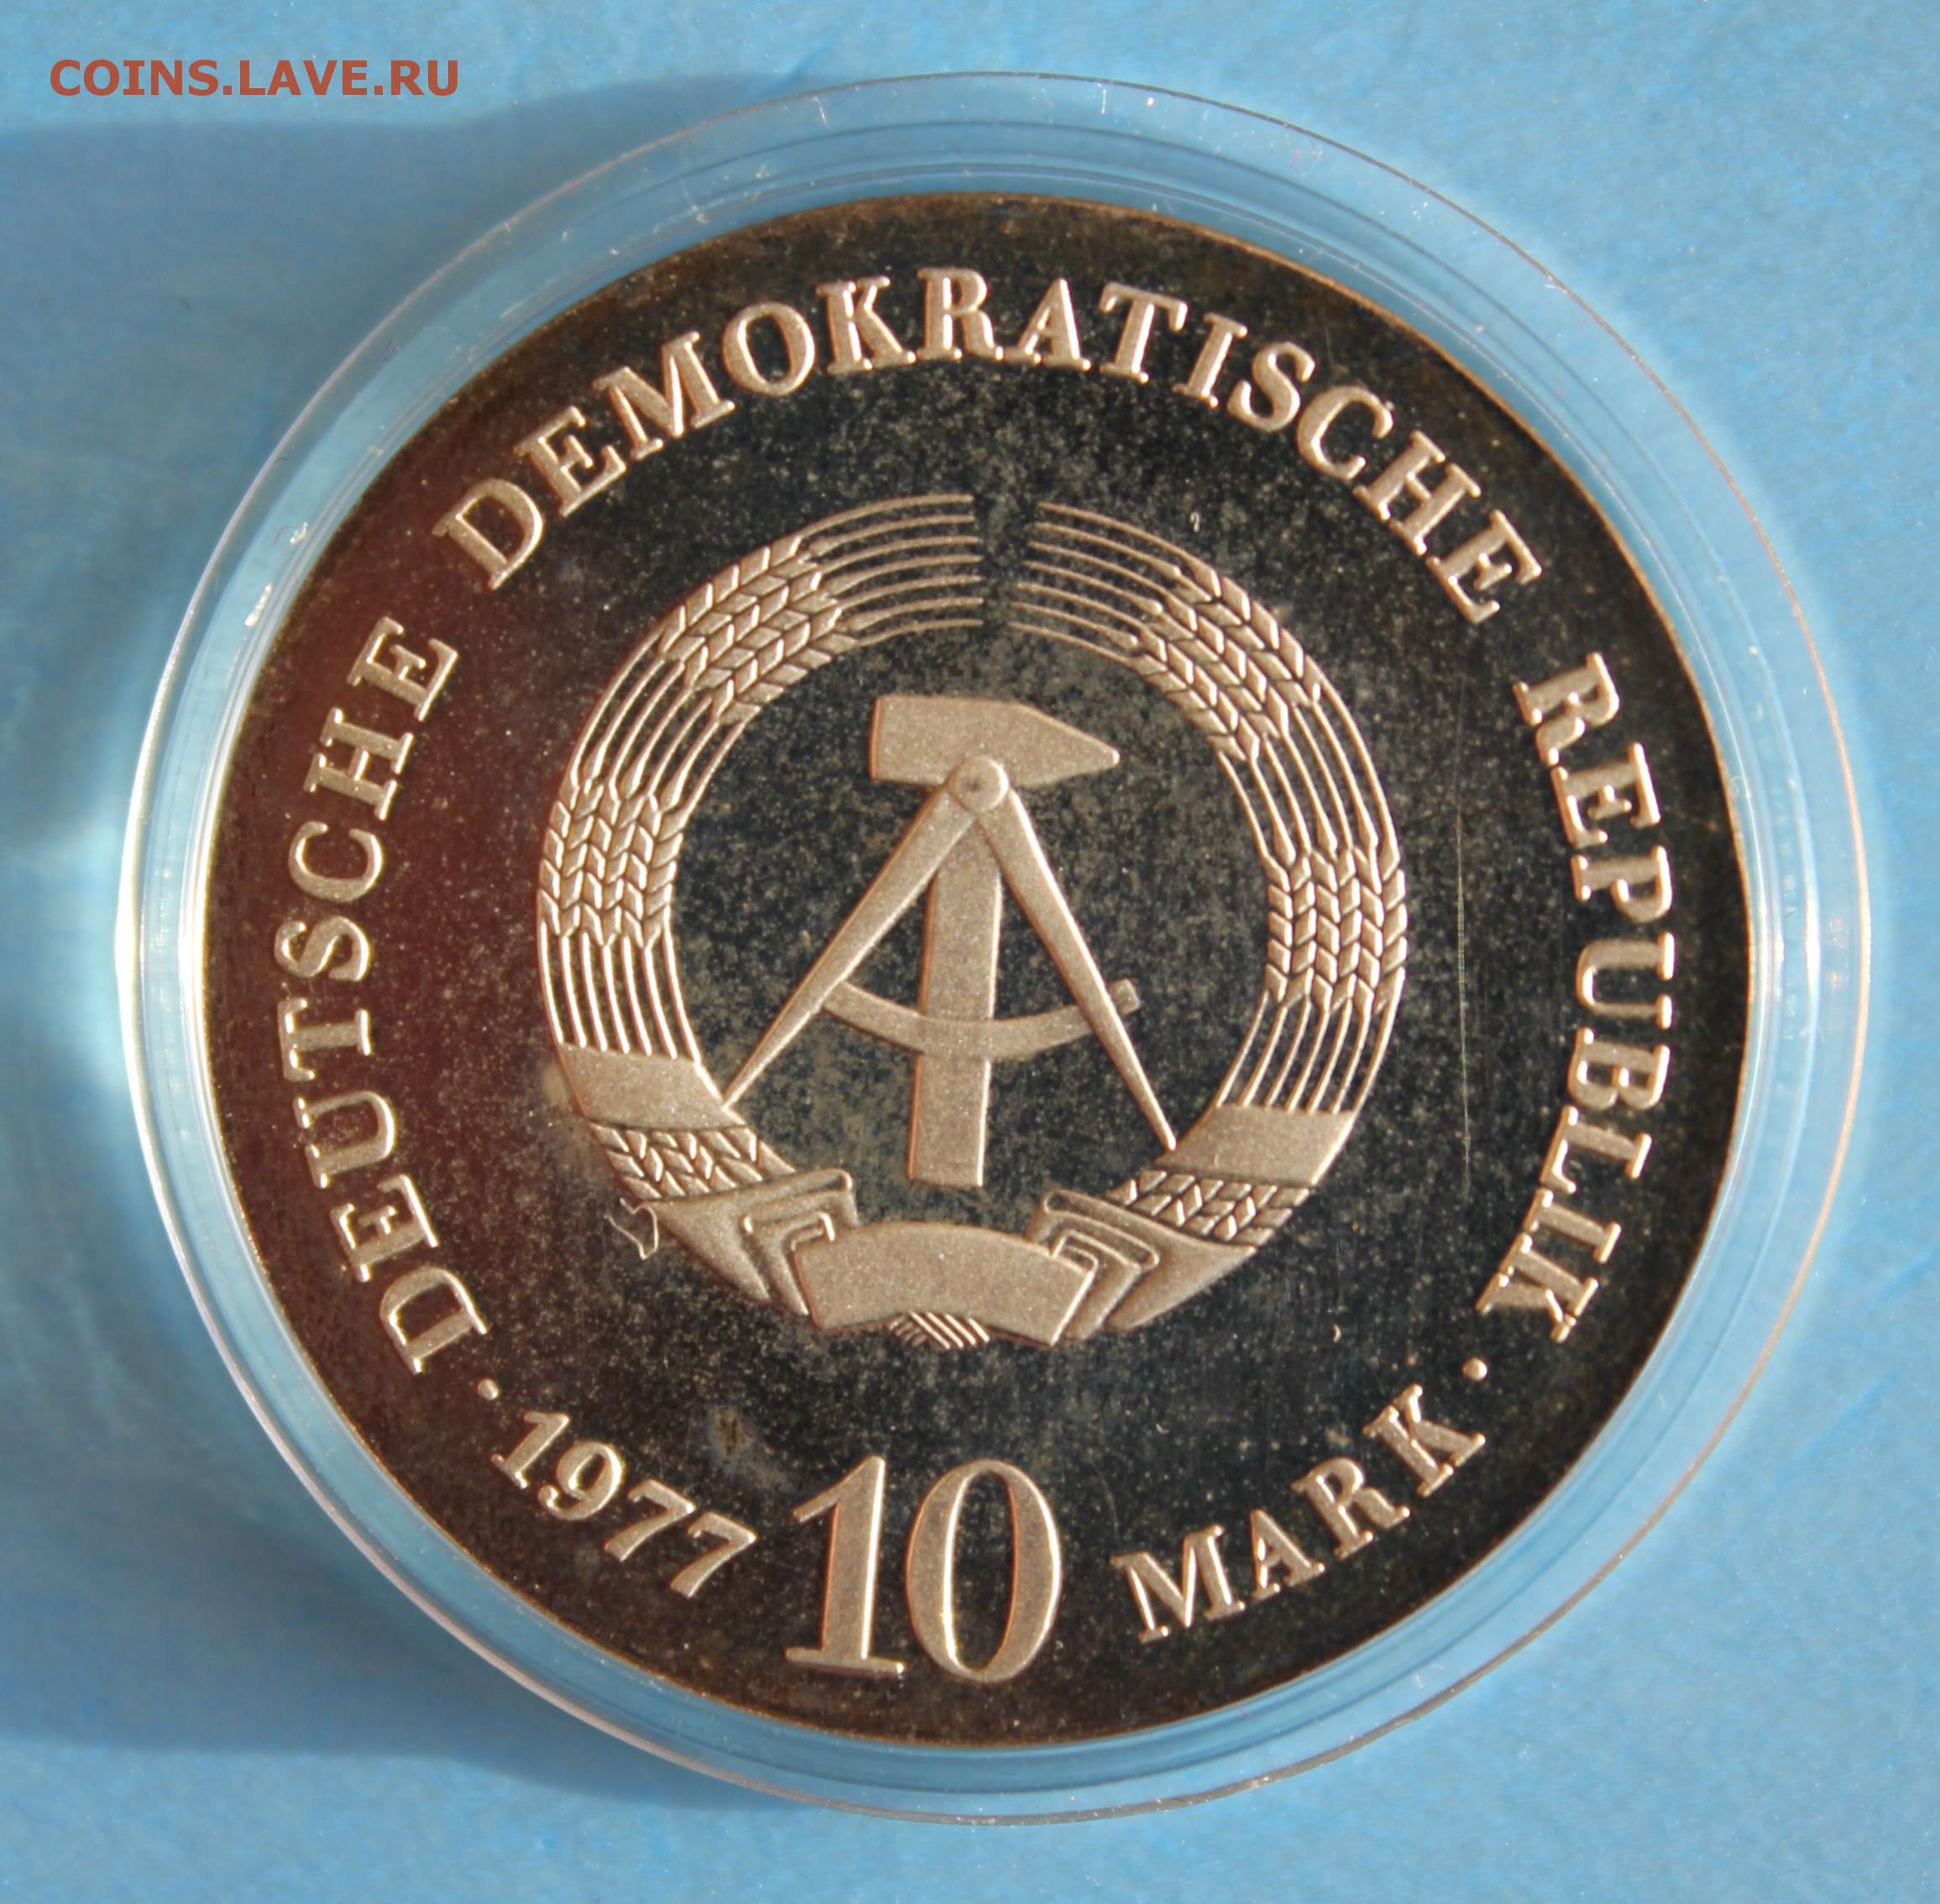 COINS.LAVE.RU
DEUTSCHE DEMOKRATISCHE REPUBLIK
· 1977 10 MARK ·